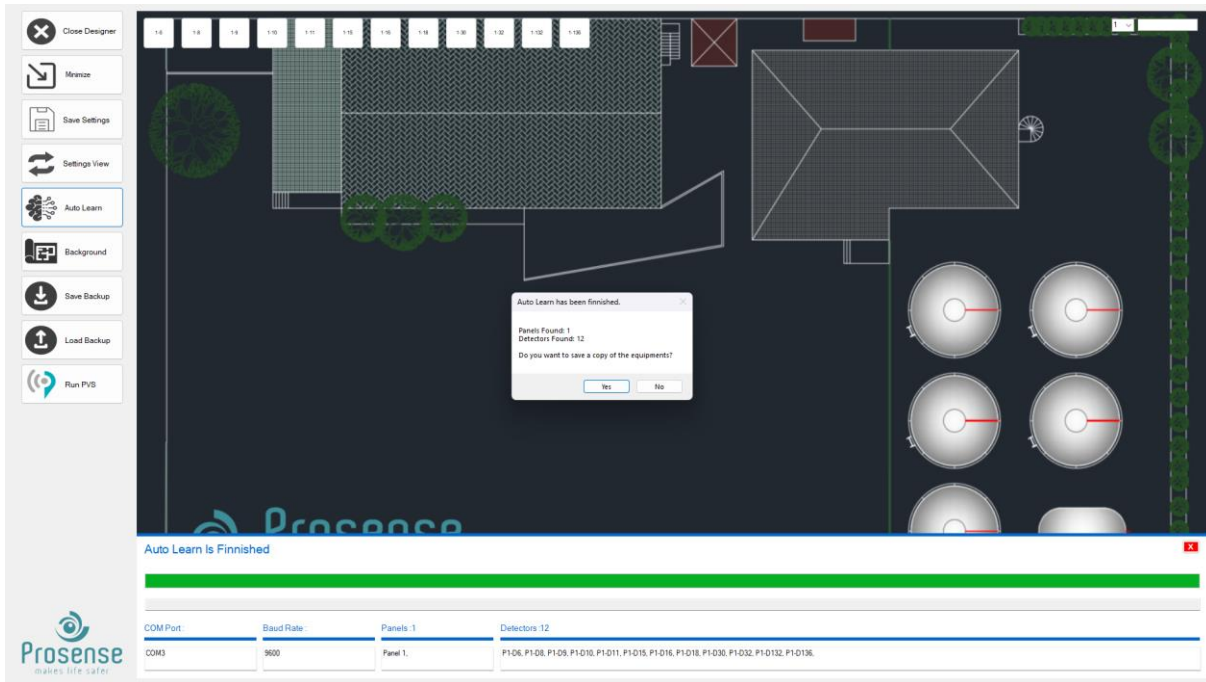 Close Designer
Minimize
Save Settings
Settings View
Auto Learn
Background
Save Backup
Load Backup
Run PVS
Prosense
makes life safer
1-6 1-8 1-10 1-11 1-15 1-16 1-18 1-30 1-32 1-132 1-136
1
Auto Learn has been finnished.
Panels Found: 1
Detectors Found: 12
Do you want to save a copy of the equipments?
Yes No
Prosense
Auto Learn Is Finnished
X
COM Port : Baud Rate : Panels :1 Detectors :12
COM3 9600 Panel 1, P1-D6, P1-D8, P1-D9, P1-D10, P1-D11, P1-D15, P1-D16, P1-D18, P1-D30, P1-D32, P1-D132, P1-D136,